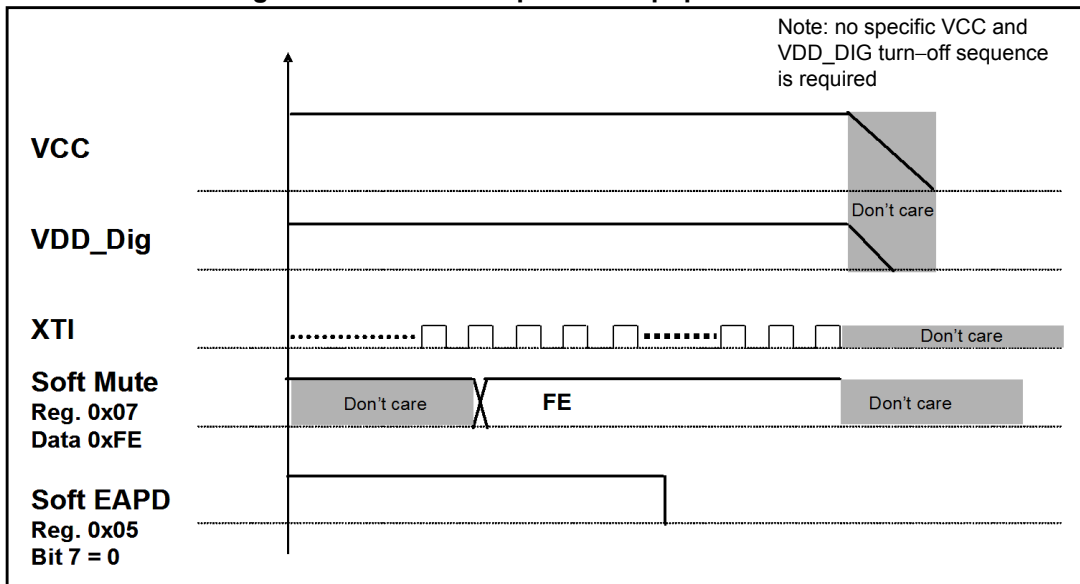 Note: no specific VCC and
VDD_DIG turn–off sequence
is required
VCC
Don't care
VDD_Dig
XTI
Don't care
Soft Mute
Reg. 0x07
Data 0xFE
Don't care
FE
Don't care
Soft EAPD
Reg. 0x05
Bit 7 = 0